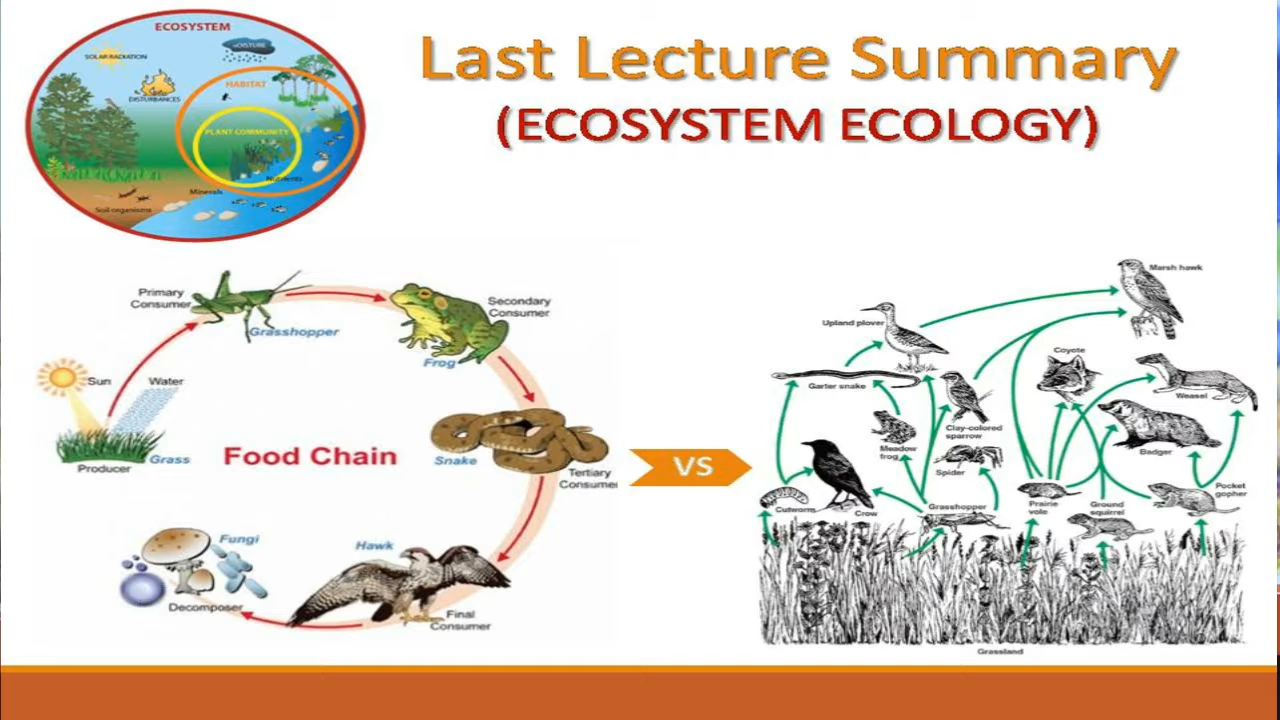 ECOSYSTEM
SOLAR RADIATION
MOISTURE
DISTURBANCES
HABITAT
PLANT COMMUNITY
Nutrients
Minerals
Soil organisms
Last Lecture Summary
(ECOSYSTEM ECOLOGY)
Primary
Consumer
Grasshopper
Secondary
Consumer
Frog
Sun
Water
Producer
Grass
Food Chain
Snake
Tertiary
Consumer
Fungi
Hawk
Decomposer
Final
Consumer
VS
Marsh hawk
Upland plover
Garter snake
Coyote
Weasel
Clay-colored
sparrow
Meadow
frog
Spider
Badger
Cutworm
Crow
Grasshopper
Prairie
vole
Ground
squirrel
Pocket
gopher
Grassland